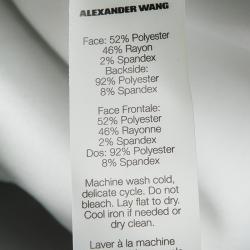 ALEXANDER WANG
Face: 52% Polyester
46% Rayon
2% Spandex
Backside:
92% Polyester
8% Spandex
Face Frontale:
52% Polyester
46% Rayonne
2% Spandex
Dos: 92% Polyester
8% Spandex
Machine wash cold,
delicate cycle. Do not
bleach. Lay flat to dry.
Cool iron if needed or
dry clean.
Laver à la machine